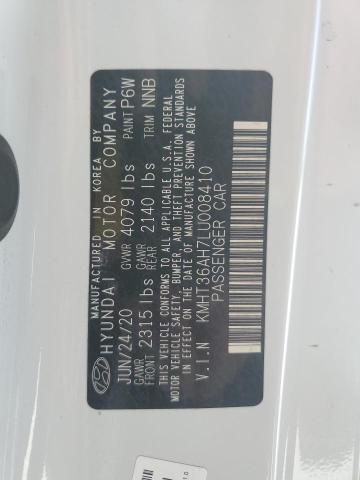 MANUFACTURED IN KOREA BY
HYUNDAI MOTOR COMPANY
JUN/24/20 GVWR 4079 lbs PAINT P6W
GAWR FRONT 2315 lbs GAWR REAR 2140 lbs TRIM NNB
THIS VEHICLE CONFORMS TO ALL APPLICABLE U.S.A. FEDERAL
MOTOR VEHICLE SAFETY, BUMPER, AND THEFT PREVENTION STANDARDS
IN EFFECT ON THE DATE OF MANUFACTURE SHOWN ABOVE
V.I.N KMHT36AH7LU008410
PASSENGER CAR